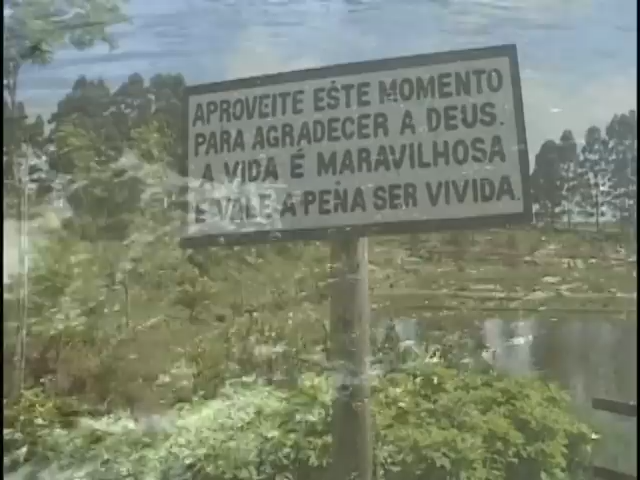 APROVEITE ESTE MOMENTO
PARA AGRADECER A DEUS.
A VIDA É MARAVILHOSA
E VALE A PENA SER VIVIDA.